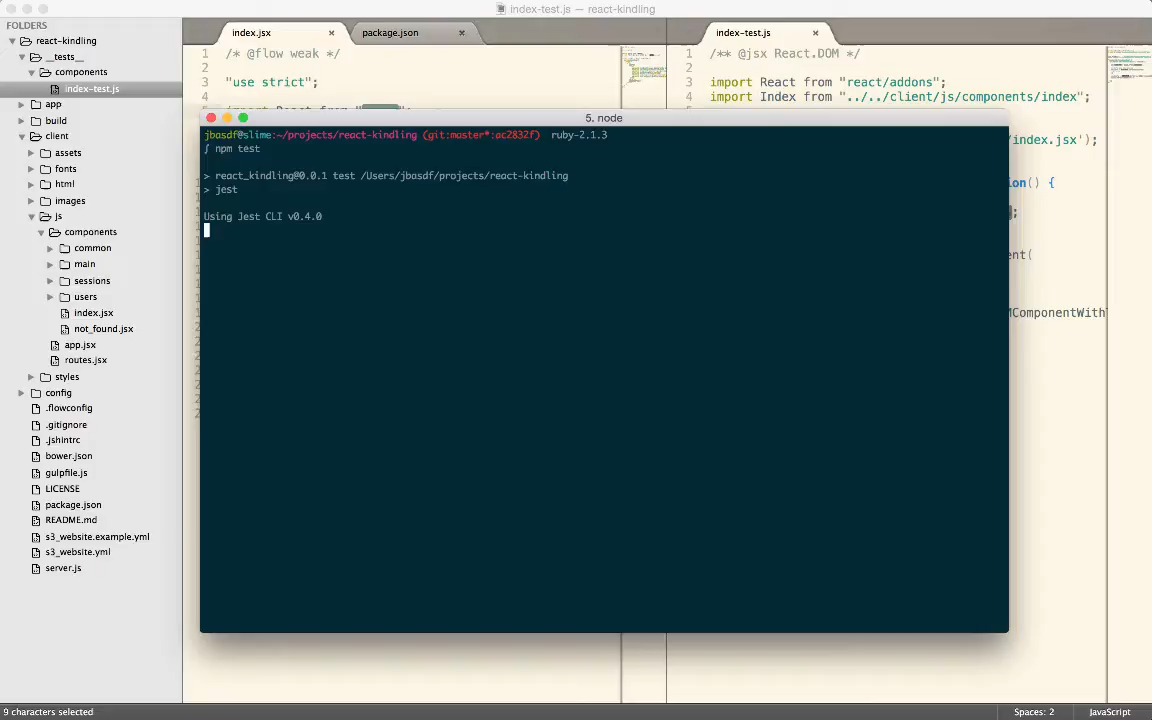 index-test.js — react-kindling
FOLDERS
react-kindling
__tests__
components
index-test.js
app
build
client
assets
fonts
html
images
js
components
common
main
sessions
users
index.jsx
not_found.jsx
app.jsx
routes.jsx
styles
config
.flowconfig
.gitignore
.jshintrc
bower.json
gulpfile.js
LICENSE
package.json
README.md
s3_website.example.yml
s3_website.yml
server.js
index.jsx
package.json
1 /* @flow weak */
2
3 "use strict";
4
index-test.js
1 /** @jsx React.DOM */
2
3 import React from "react/addons";
4 import Index from "../../client/js/components/index";
/index.jsx');
ion() {
;
ent(
MComponentWithT
5. node
jbasdf@slime:~/projects/react-kindling (git:master*:ac2832f) ruby-2.1.3
∫ npm test
> react_kindling@0.0.1 test /Users/jbasdf/projects/react-kindling
> jest
Using Jest CLI v0.4.0
9 characters selected
Spaces: 2
JavaScript